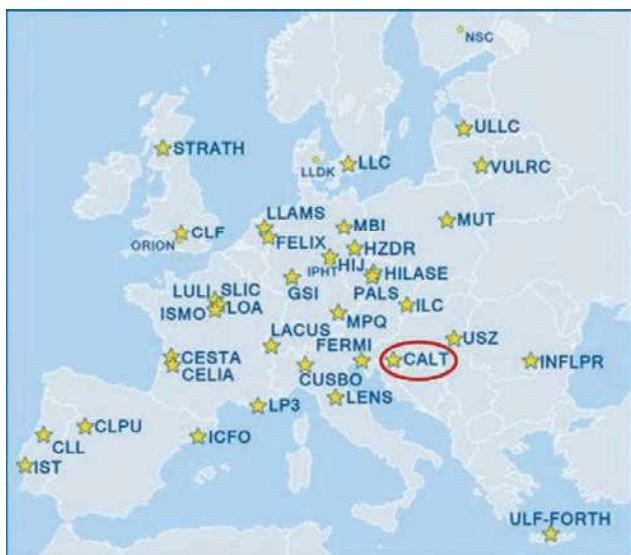 NSC
ULLC
STRATH
LLC
VULRC
LLDK
LLAMS
MBI
MUT
CLF
ORION
FELIX
HZDR
HIJ
IPHT
HILASE
GSI
PALS
LULI
SLIC
ISMO
LOA
ILC
MPQ
LACUS
USZ
FERMI
CESTA
CALT
INFLPR
CELIA
CUSBO
LENS
LP3
CLPU
ICFO
CLL
IST
ULF-FORTH